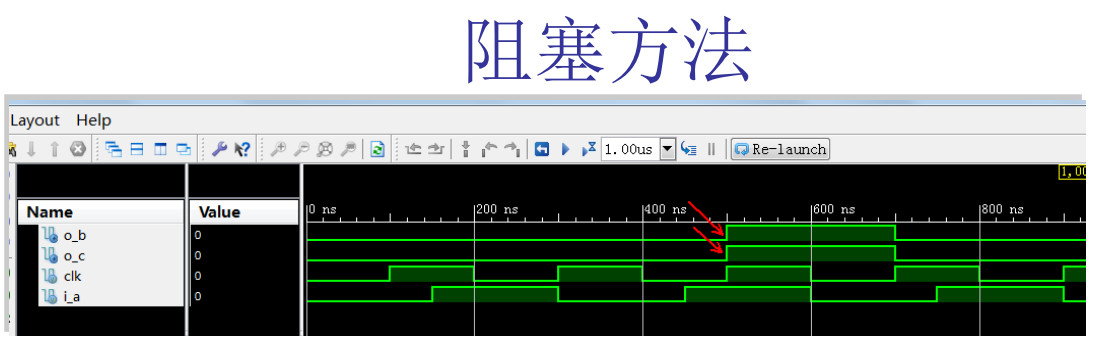 阻塞方法
Layout Help
1.00us Re-launch
1,00
Name Value 0 ns 200 ns 400 ns 600 ns 800 ns
o_b 0
o_c 0
clk 0
i_a 0